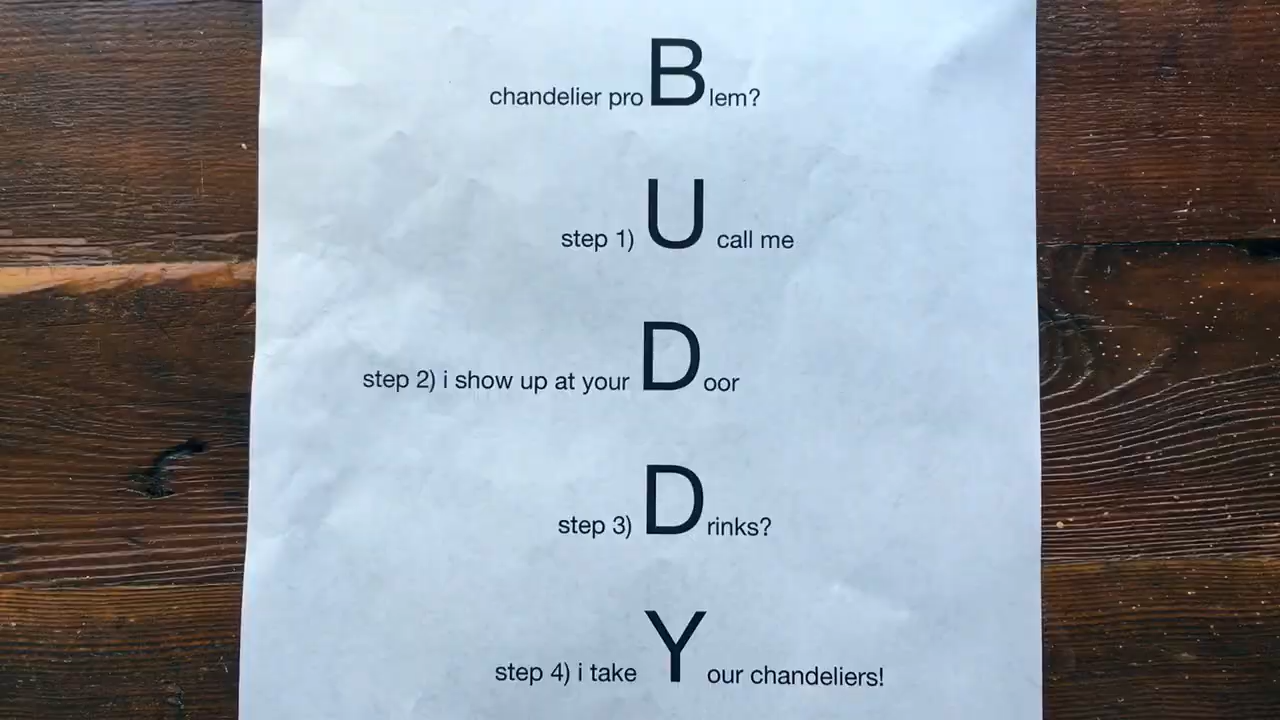 chandelier proBlem?
step 1) U call me
step 2) i show up at your Door
step 3) Drinks?
step 4) i take Your chandeliers!